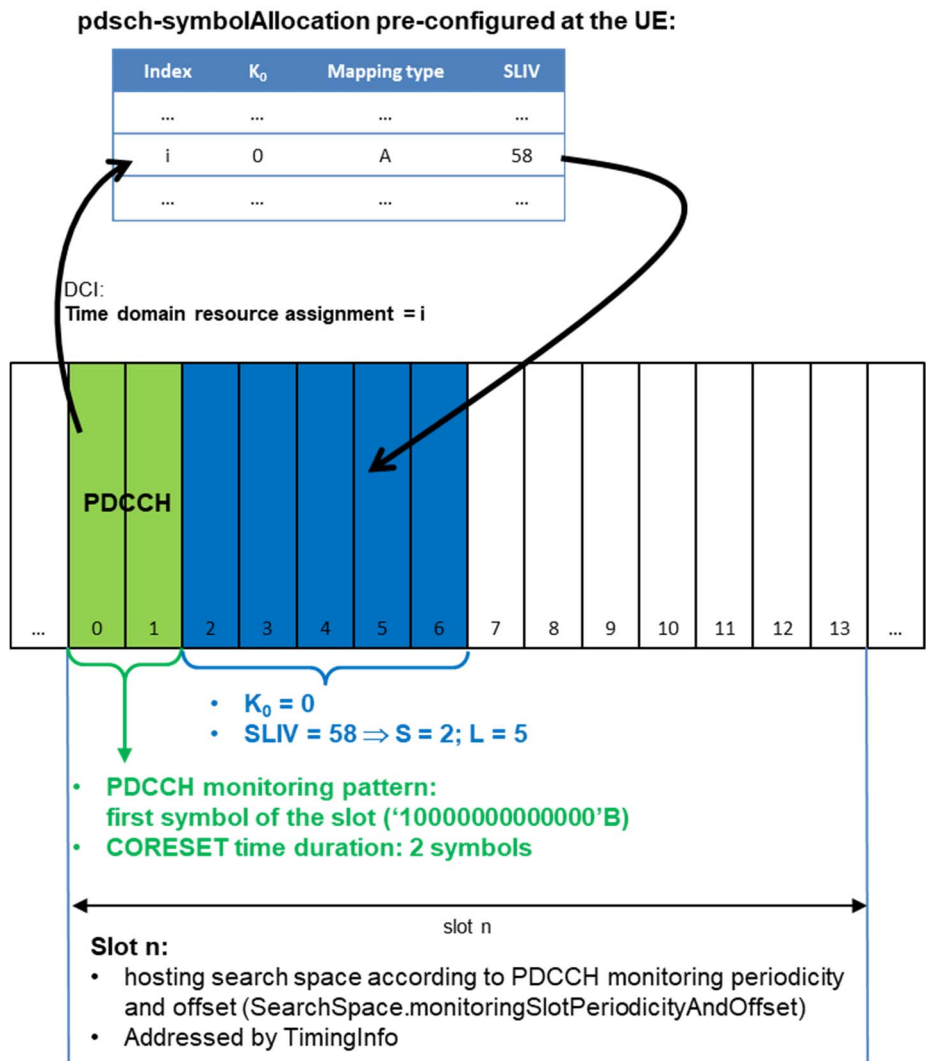 pdsch-symbolAllocation pre-configured at the UE:
Index K₀ Mapping type SLIV
... ... ... ...
i 0 A 58
... ... ... ...
DCI:
Time domain resource assignment = i
PDCCH
... 0 1 2 3 4 5 6 7 8 9 10 11 12 13 ...
• K₀ = 0
• SLIV = 58 ⇒ S = 2; L = 5
• PDCCH monitoring pattern:
first symbol of the slot (‘10000000000000’B)
• CORESET time duration: 2 symbols
slot n
Slot n:
• hosting search space according to PDCCH monitoring periodicity
and offset (SearchSpace.monitoringSlotPeriodicityAndOffset)
• Addressed by TimingInfo